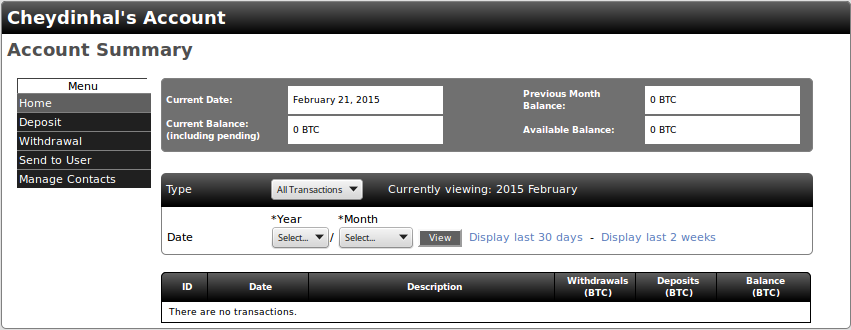 Cheydinhal's Account
Account Summary
Menu
Home
Deposit
Withdrawal
Send to User
Manage Contacts
Current Date: February 21, 2015 Previous Month
Balance: 0 BTC
Current Balance:
(including pending) 0 BTC Available Balance: 0 BTC
Type All Transactions Currently viewing: 2015 February
*Year *Month
Date Select... / Select... View Display last 30 days - Display last 2 weeks
ID Date Description Withdrawals
(BTC) Deposits
(BTC) Balance
(BTC)
There are no transactions.